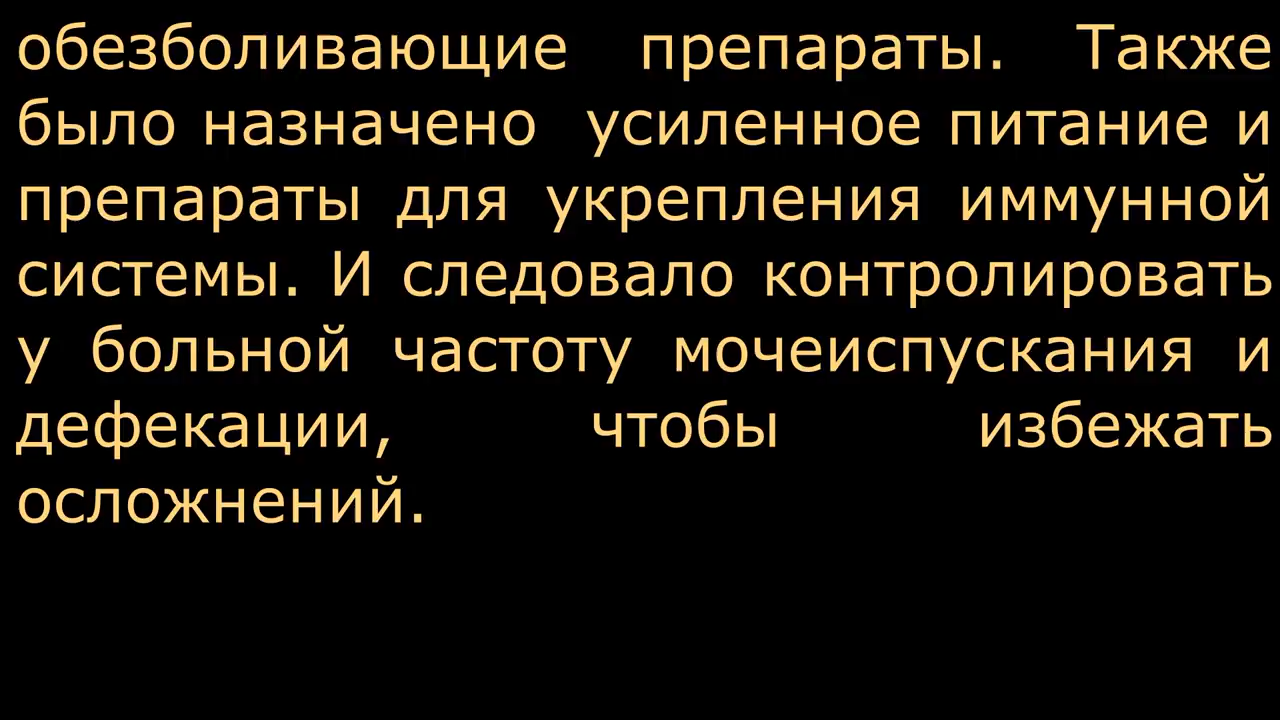 обезболивающие препараты. Также
было назначено усиленное питание и
препараты для укрепления иммунной
системы. И следовало контролировать
у больной частоту мочеиспускания и
дефекации, чтобы избежать
осложнений.